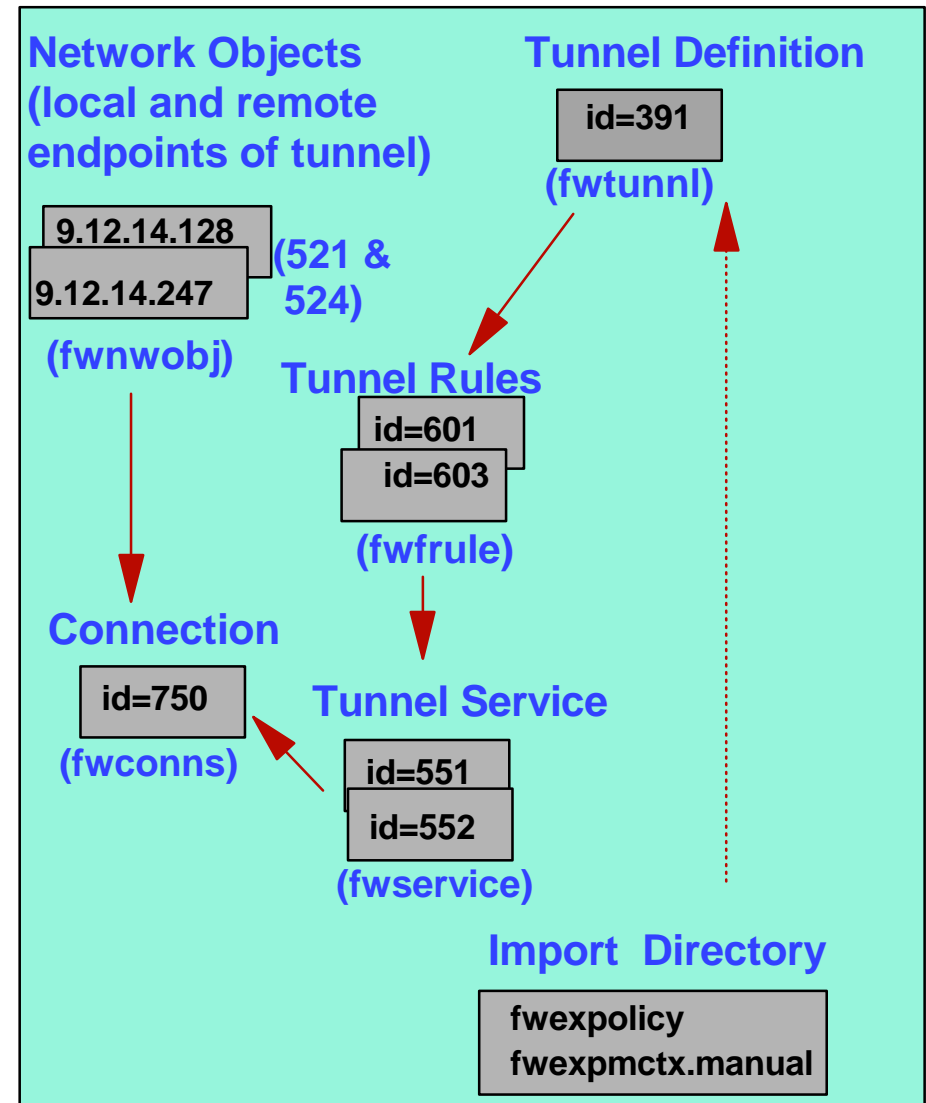 Network Objects
(local and remote
endpoints of tunnel)
9.12.14.128
9.12.14.247
(521 &
524)
(fwnwobj)
Tunnel Definition
id=391
(fwtunnl)
Tunnel Rules
id=601
id=603
(fwfrule)
Connection
id=750
(fwconns)
Tunnel Service
id=551
id=552
(fwservice)
Import Directory
fwexpolicy
fwexpmctx.manual